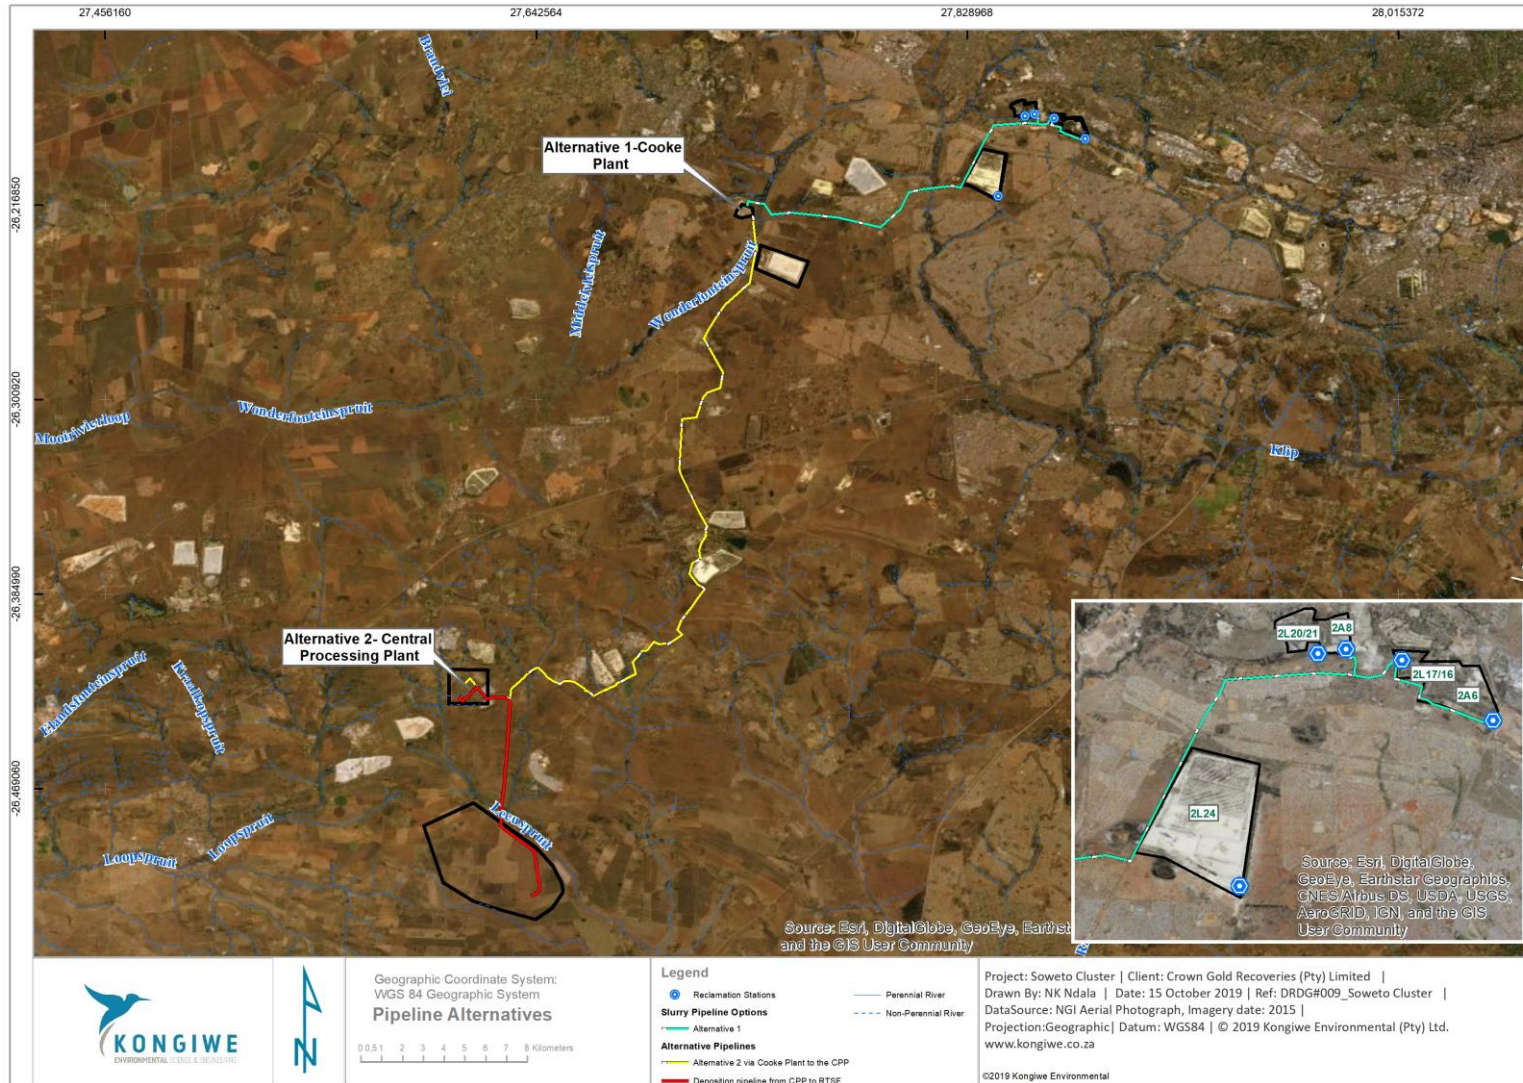 27,456160
27,642564
27,828968
28,015372
-26,216850
-26,300920
-26,384990
-26,469060
Brandvlei
Alternative 1-Cooke
Plant
Middelvleispruit
Wonderfonteinspruit
Mooirivierloop
Wonderfonteinspruit
Klip
Alternative 2- Central
Processing Plant
Elandsfonteinspruit
Kraalkopspruit
Leeuspruit
Loopspruit
Loopspruit
2L20/21
2A8
2L17/16
2A6
2L24
Source: Esri, DigitalGlobe,
GeoEye, Earthstar Geographics,
CNES/Airbus DS, USDA, USGS,
AeroGRID, IGN, and the GIS
User Community
Source: Esri, DigitalGlobe, GeoEye, Earthst
and the GIS User Community
KONGIWE
ENVIRONMENTAL SCIENCE & ENGINEERING
N
Geographic Coordinate System:
WGS 84 Geographic System
Pipeline Alternatives
0 0,5 1 2 3 4 5 6 7 8 Kilometers
Legend
Reclamation Stations
Perennial River
Slurry Pipeline Options
Non-Perennial River
Alternative 1
Alternative Pipelines
Alternative 2 via Cooke Plant to the CPP
Deposition pipeline from CPP to RTSF
Project: Soweto Cluster | Client: Crown Gold Recoveries (Pty) Limited |
Drawn By: NK Ndala | Date: 15 October 2019 | Ref: DRDG#009_Soweto Cluster |
DataSource: NGI Aerial Photograph, Imagery date: 2015 |
Projection:Geographic| Datum: WGS84 | © 2019 Kongiwe Environmental (Pty) Ltd.
www.kongiwe.co.za
©2019 Kongiwe Environmental